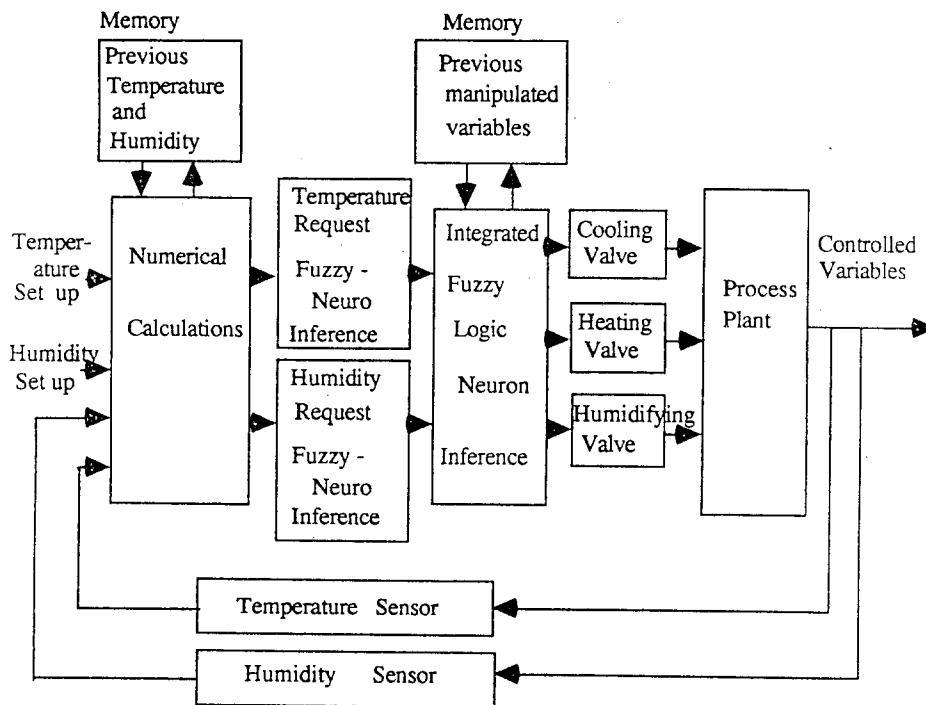 Memory
Previous
Temperature
and
Humidity
Memory
Previous
manipulated
variables
Temper-
ature
Set up
Humidity
Set up
Numerical
Calculations
Temperature
Request
Fuzzy -
Neuro
Inference
Humidity
Request
Fuzzy -
Neuro
Inference
Integrated
Fuzzy
Logic
Neuron
Inference
Cooling
Valve
Heating
Valve
Humidifying
Valve
Process
Plant
Controlled
Variables
Temperature Sensor
Humidity Sensor